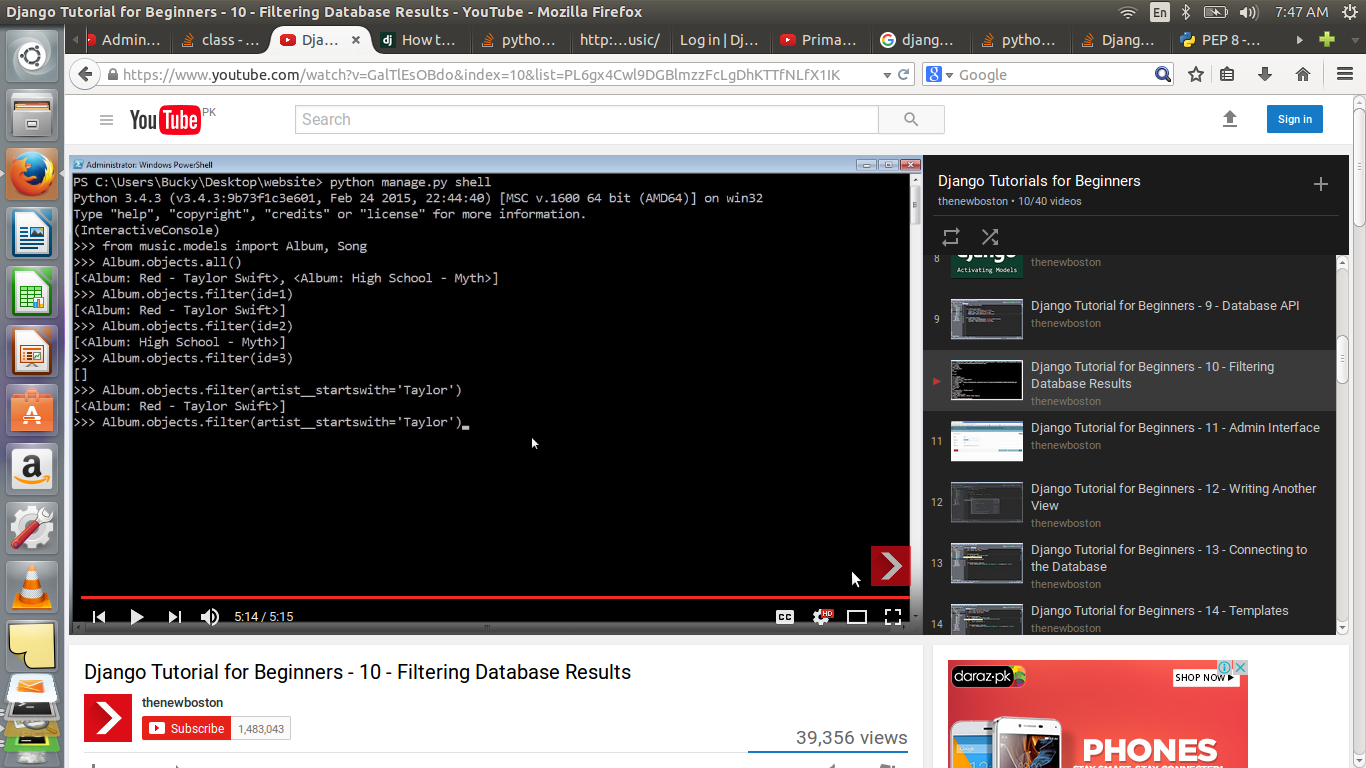 Django Tutorial for Beginners - 10 - Filtering Database Results - YouTube - Mozilla Firefox
En
7:47 AM
Admin...
class - ...
Dja...
How t...
pytho...
http:...usic/
Log in | Dj...
Prima...
djang...
pytho...
Djang...
PEP 8 -...
https://www.youtube.com/watch?v=GalTlEsOBdo&index=10&list=PL6gx4Cwl9DGBlmzzFcLgDhKTTfNLfX1IK
Google
YouTube PK
Search
Sign in
Administrator: Windows PowerShell
PS C:\Users\Bucky\Desktop\website> python manage.py shell
Python 3.4.3 (v3.4.3:9b73f1c3e601, Feb 24 2015, 22:44:40) [MSC v.1600 64 bit (AMD64)] on win32
Type "help", "copyright", "credits" or "license" for more information.
(InteractiveConsole)
>>> from music.models import Album, Song
>>> Album.objects.all()
[<Album: Red - Taylor Swift>, <Album: High School - Myth>]
>>> Album.objects.filter(id=1)
[<Album: Red - Taylor Swift>]
>>> Album.objects.filter(id=2)
[<Album: High School - Myth>]
>>> Album.objects.filter(id=3)
[]
>>> Album.objects.filter(artist__startswith='Taylor')
[<Album: Red - Taylor Swift>]
>>> Album.objects.filter(artist__startswith='Taylor')_
5:14 / 5:15
CC
HD
Django Tutorials for Beginners
thenewboston • 10/40 videos
8
django
Activating Models
thenewboston
9
Django Tutorial for Beginners - 9 - Database API
thenewboston
Django Tutorial for Beginners - 10 - Filtering
Database Results
thenewboston
11
Django Tutorial for Beginners - 11 - Admin Interface
thenewboston
12
Django Tutorial for Beginners - 12 - Writing Another
View
thenewboston
13
Django Tutorial for Beginners - 13 - Connecting to
the Database
thenewboston
14
Django Tutorial for Beginners - 14 - Templates
Django Tutorial for Beginners - 10 - Filtering Database Results
thenewboston
Subscribe
1,483,043
39,356 views
daraz.pk
SHOP NOW
PHONES